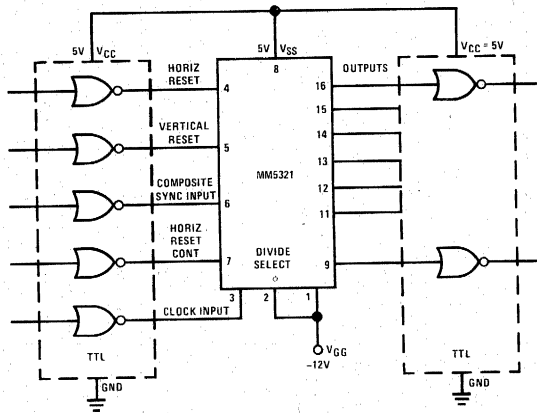 5V VCC
5V VSS
VCC = 5V
HORIZ
RESET
4
8
OUTPUTS
16
15
VERTICAL
RESET
5
14
MM5321
13
COMPOSITE
SYNC INPUT
6
12
11
HORIZ
RESET
CONT
7
DIVIDE
SELECT
9
3
2
1
CLOCK INPUT
TTL
VGG
-12V
TTL
GND
GND